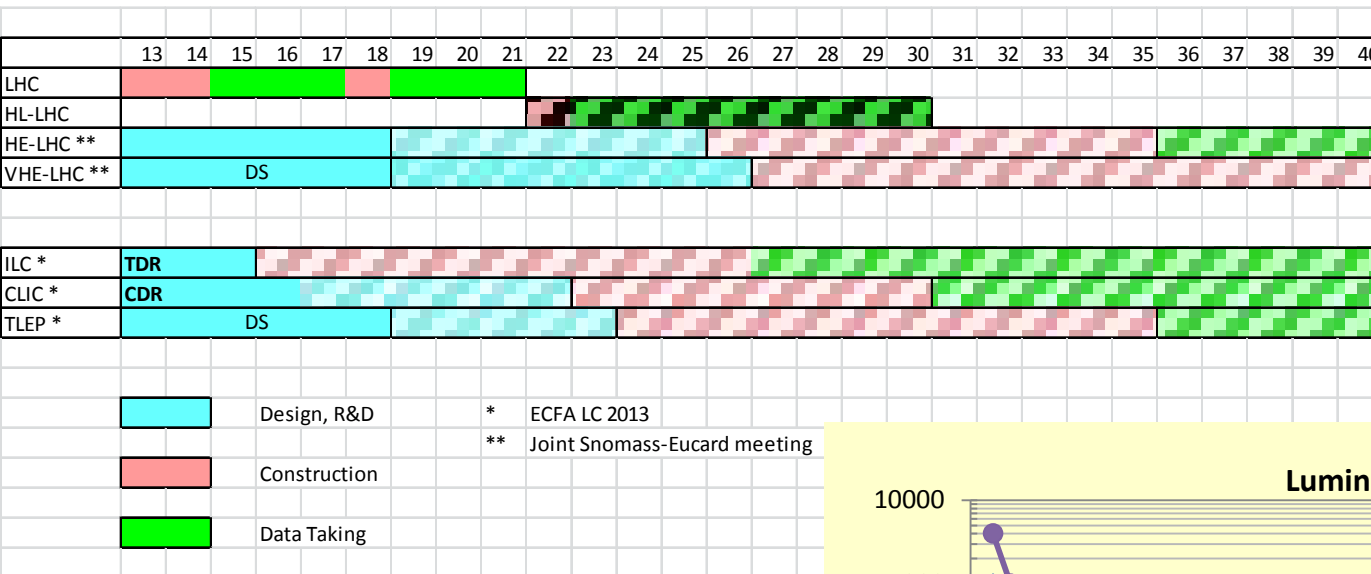 13 14 15 16 17 18 19 20 21 22 23 24 25 26 27 28 29 30 31 32 33 34 35 36 37 38 39
LHC
HL-LHC
HE-LHC **
VHE-LHC ** DS
ILC * TDR
CLIC * CDR
TLEP * DS
Design, R&D * ECFA LC 2013
** Joint Snomass-Eucard meeting
Construction
Lumin
10000
Data Taking